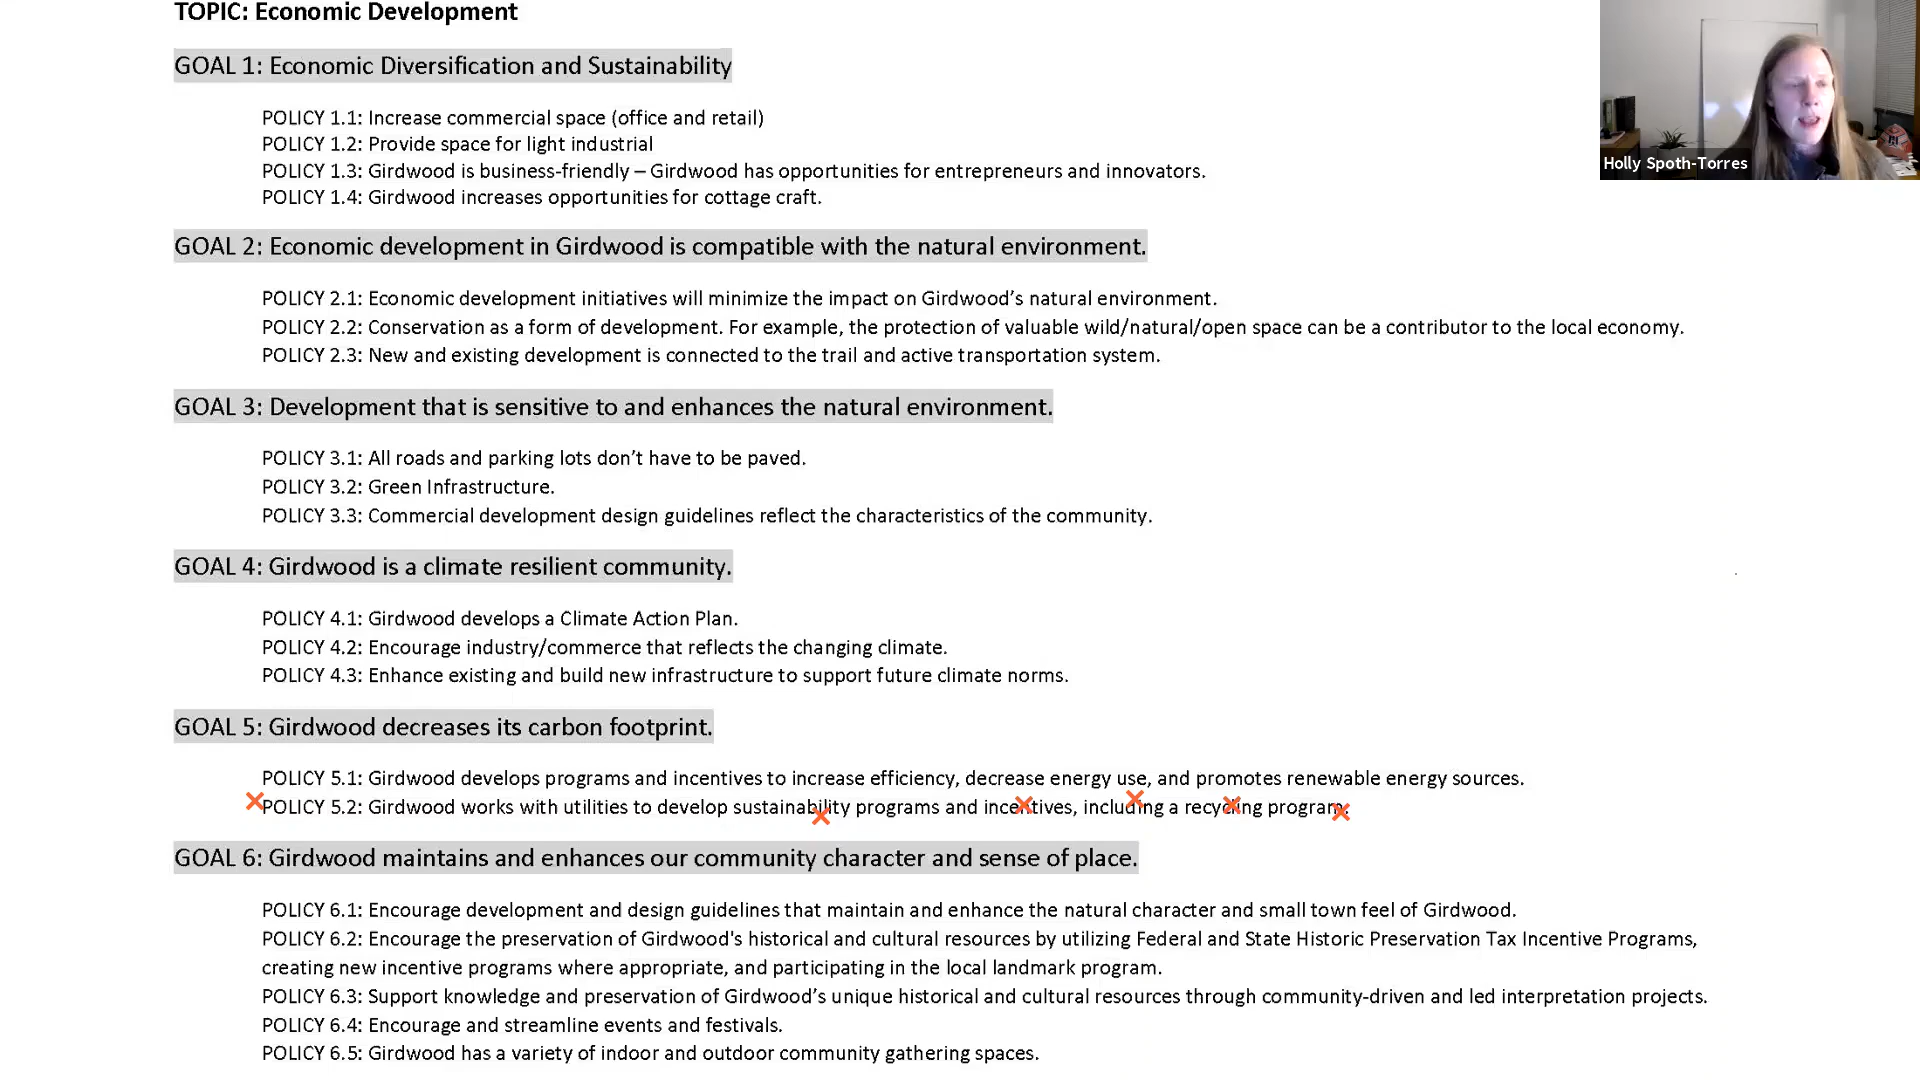 TOPIC: Economic Development
GOAL 1: Economic Diversification and Sustainability
POLICY 1.1: Increase commercial space (office and retail)
POLICY 1.2: Provide space for light industrial
POLICY 1.3: Girdwood is business-friendly – Girdwood has opportunities for entrepreneurs and innovators.
POLICY 1.4: Girdwood increases opportunities for cottage craft.
GOAL 2: Economic development in Girdwood is compatible with the natural environment.
POLICY 2.1: Economic development initiatives will minimize the impact on Girdwood’s natural environment.
POLICY 2.2: Conservation as a form of development. For example, the protection of valuable wild/natural/open space can be a contributor to the local economy.
POLICY 2.3: New and existing development is connected to the trail and active transportation system.
GOAL 3: Development that is sensitive to and enhances the natural environment.
POLICY 3.1: All roads and parking lots don’t have to be paved.
POLICY 3.2: Green Infrastructure.
POLICY 3.3: Commercial development design guidelines reflect the characteristics of the community.
GOAL 4: Girdwood is a climate resilient community.
POLICY 4.1: Girdwood develops a Climate Action Plan.
POLICY 4.2: Encourage industry/commerce that reflects the changing climate.
POLICY 4.3: Enhance existing and build new infrastructure to support future climate norms.
GOAL 5: Girdwood decreases its carbon footprint.
POLICY 5.1: Girdwood develops programs and incentives to increase efficiency, decrease energy use, and promotes renewable energy sources.
POLICY 5.2: Girdwood works with utilities to develop sustainability programs and incentives, including a recycling program.
GOAL 6: Girdwood maintains and enhances our community character and sense of place.
POLICY 6.1: Encourage development and design guidelines that maintain and enhance the natural character and small town feel of Girdwood.
POLICY 6.2: Encourage the preservation of Girdwood's historical and cultural resources by utilizing Federal and State Historic Preservation Tax Incentive Programs,
creating new incentive programs where appropriate, and participating in the local landmark program.
POLICY 6.3: Support knowledge and preservation of Girdwood’s unique historical and cultural resources through community-driven and led interpretation projects.
POLICY 6.4: Encourage and streamline events and festivals.
POLICY 6.5: Girdwood has a variety of indoor and outdoor community gathering spaces.
Holly Spoth-Torres